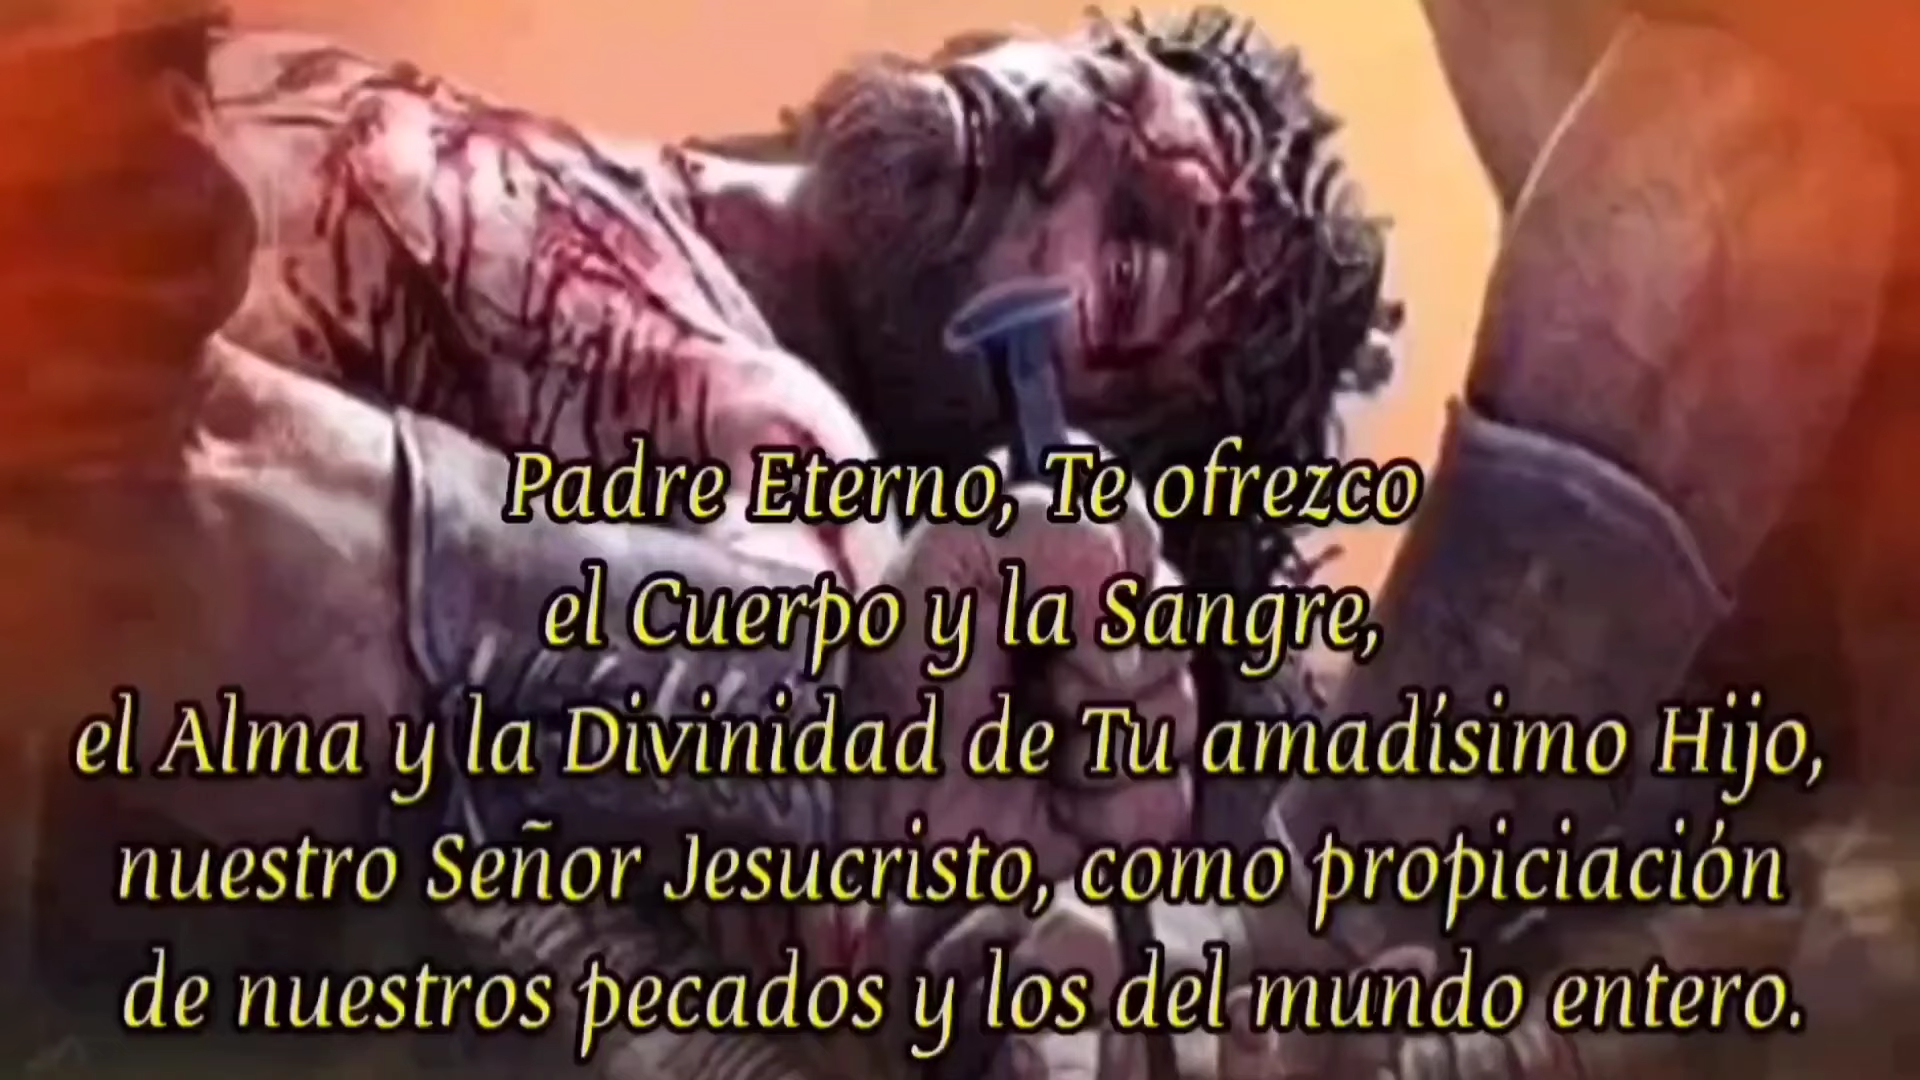 Padre Eterno, Te ofrezco
el Cuerpo y la Sangre,
el Alma y la Divinidad de Tu amadísimo Hijo,
nuestro Señor Jesucristo, como propiciación
de nuestros pecados y los del mundo entero.